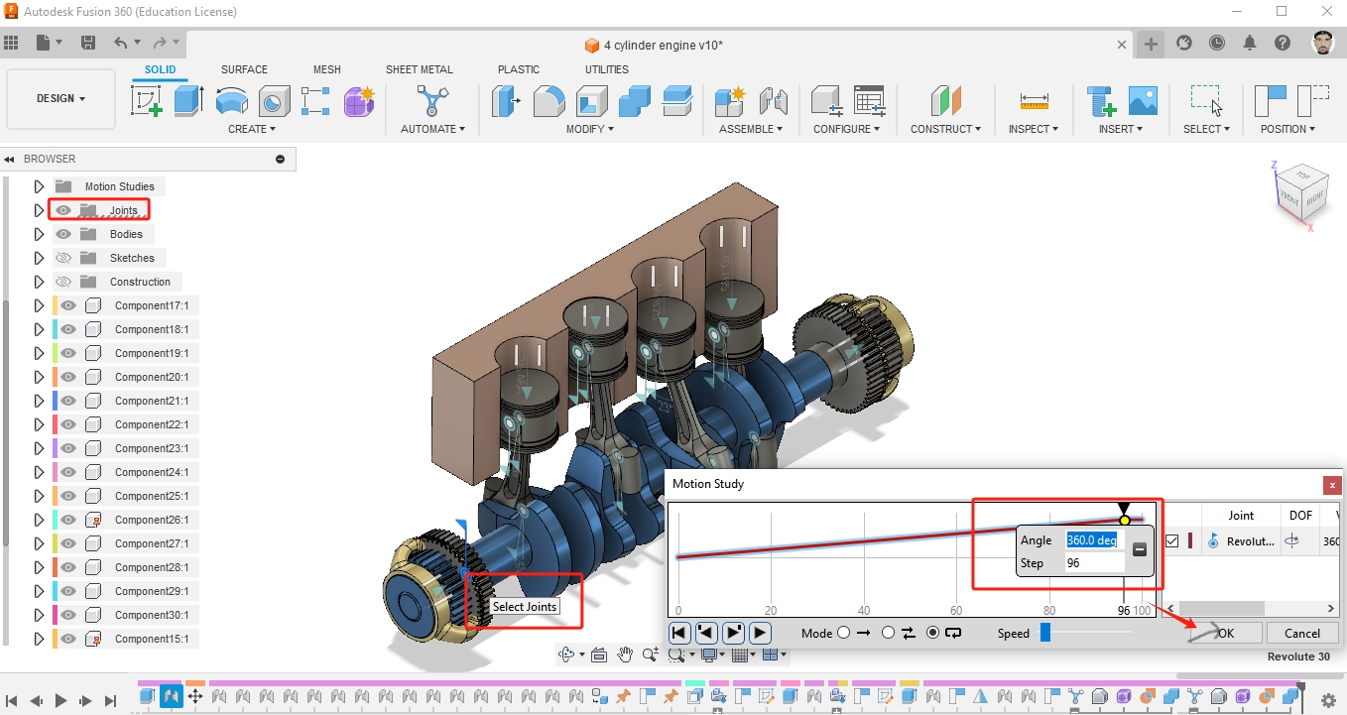 Autodesk Fusion 360 (Education License)
4 cylinder engine v10*
SOLID SURFACE MESH SHEET METAL PLASTIC UTILITIES
DESIGN
CREATE AUTOMATE MODIFY ASSEMBLE CONFIGURE CONSTRUCT INSPECT INSERT SELECT POSITION
BROWSER
Motion Studies
Joints
Bodies
Sketches
Construction
Component17:1
Component18:1
Component19:1
Component20:1
Component21:1
Component22:1
Component23:1
Component24:1
Component25:1
Component26:1
Component27:1
Component28:1
Component29:1
Component30:1
Component15:1
Z
TOP
FRONT RIGHT
X
Select Joints
Motion Study
Joint DOF
Angle 360.0 deg
Step 96
Revolut... 360
0 20 40 60 80 96 100
Mode Speed OK Cancel
Revolute 30